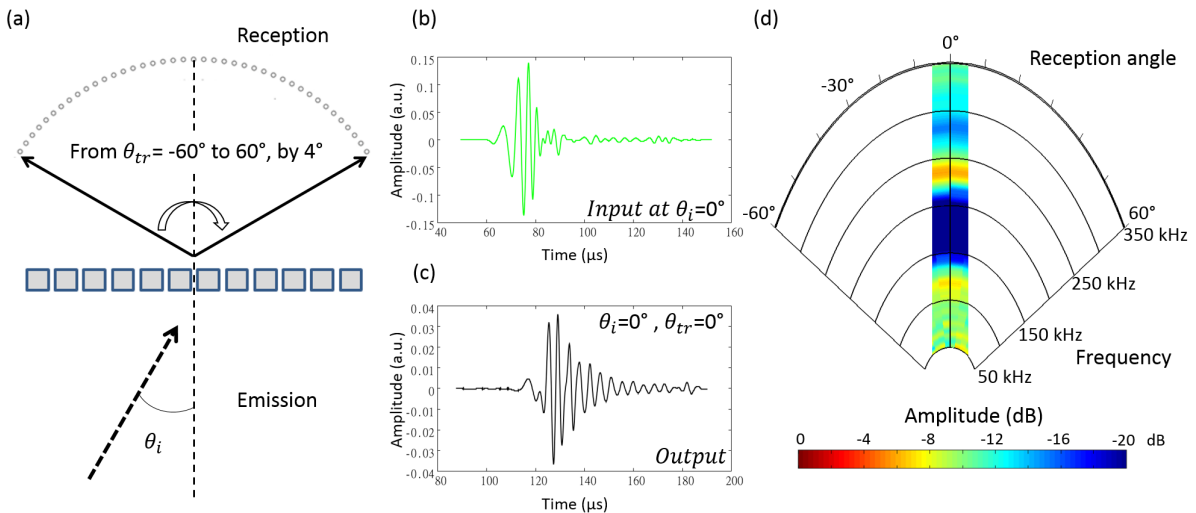 (a)
Reception
From θtr= -60° to 60°, by 4°
Emission
θi
(b)
0.15
0.10
0.05
0
-0.05
-0.1
-0.15
40 60 80 100 120 140 160
Amplitude (a.u.)
Time (μs)
Input at θi=0°
(c)
0.04
0.03
0.02
0.01
0
-0.01
-0.02
-0.03
-0.04
80 100 120 140 160 180 200
Amplitude (a.u.)
Time (μs)
θi=0° , θtr=0°
Output
(d)
0°
Reception angle
-30°
-60°
60°
350 kHz
250 kHz
150 kHz
50 kHz
Frequency
Amplitude (dB)
0 -4 -8 -12 -16 -20 dB